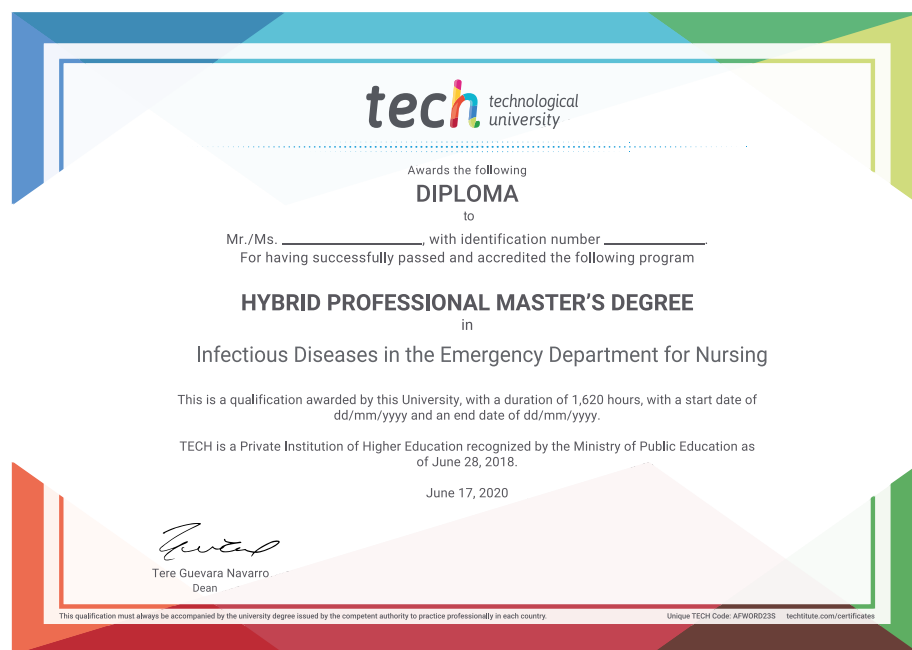 tech technological
university
Awards the following
DIPLOMA
to
Mr./Ms. ____________________, with identification number ______________.
For having successfully passed and accredited the following program
HYBRID PROFESSIONAL MASTER'S DEGREE
in
Infectious Diseases in the Emergency Department for Nursing
This is a qualification awarded by this University, with a duration of 1,620 hours, with a start date of
dd/mm/yyyy and an end date of dd/mm/yyyy.
TECH is a Private Institution of Higher Education recognized by the Ministry of Public Education as
of June 28, 2018.
June 17, 2020
Tere Guevara Navarro
Dean
This qualification must always be accompanied by the university degree issued by the competent authority to practice professionally in each country.
Unique TECH Code: AFWORD23S techtitute.com/certificates